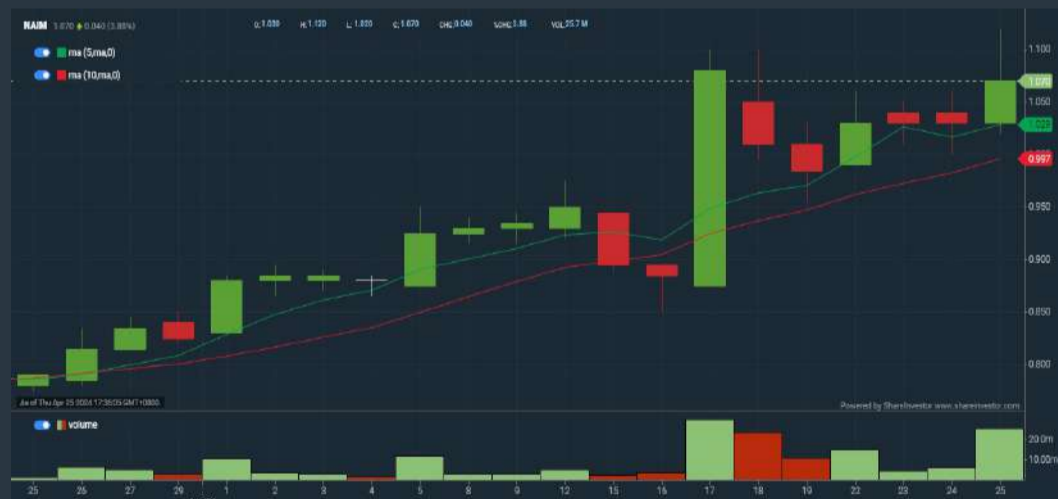 NAIM 1.070 0.040 (3.88%) O: 1.030 H: 1.120 L: 1.020 C: 1.070 CHG:0.040 %CHG:3.88 VOL:25.7 M
ma (5,ma,0)
ma (10,ma,0)
1.100
1.070
1.050
0.997
0.950
0.900
0.850
0.800
As of Thu Apr 25 2024 17:36:05 GMT+0800.
Powered by ShareInvestor www.shareinvestor.com
volume
20.0m
10.00m
25 26 27 29 1 2 3 4 5 8 9 12 15 16 17 18 19 22 23 24 25